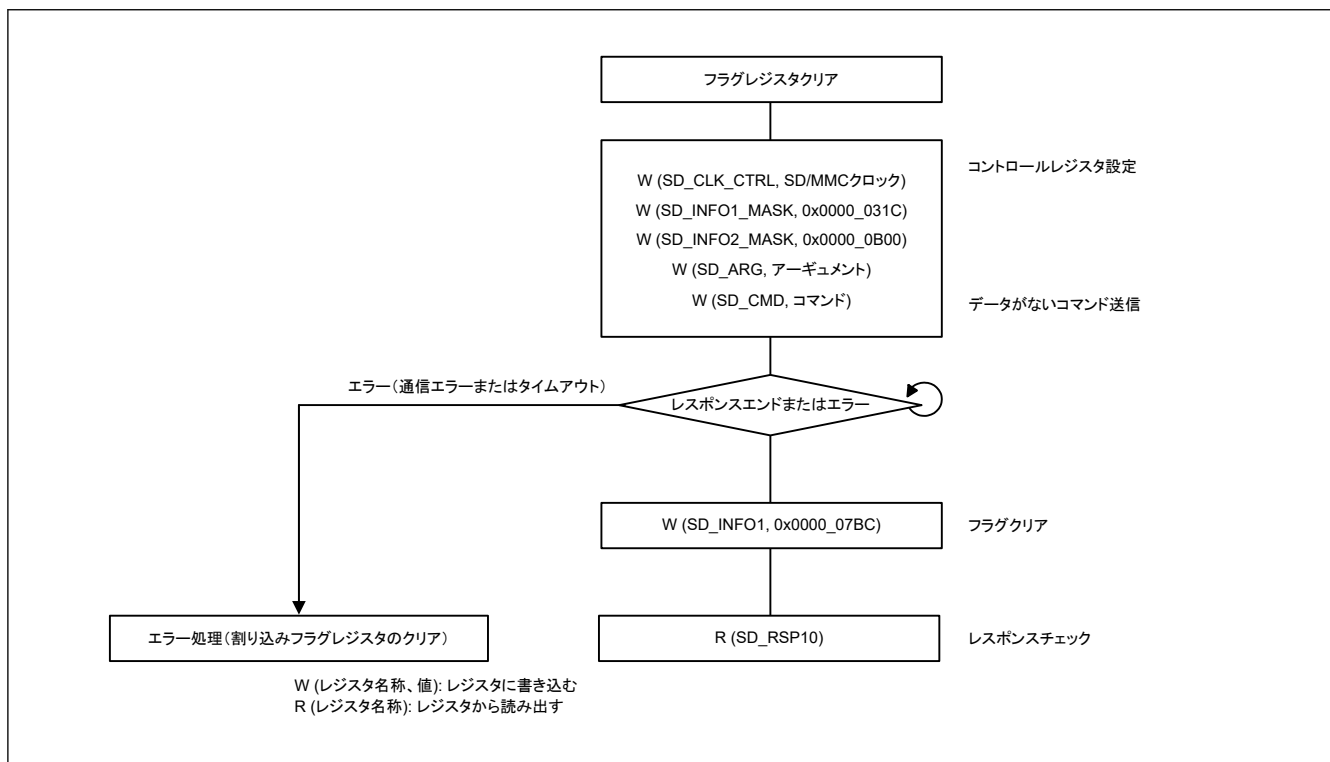 フラグレジスタクリア
W (SD_CLK_CTRL, SD/MMCクロック)
コントロールレジスタ設定
W (SD_INFO1_MASK, 0x0000_031C)
W (SD_INFO2_MASK, 0x0000_0B00)
W (SD_ARG, アーギュメント)
W (SD_CMD, コマンド)
データがないコマンド送信
エラー（通信エラーまたはタイムアウト）
レスポンスエンドまたはエラー
W (SD_INFO1, 0x0000_07BC)
フラグクリア
エラー処理（割り込みフラグレジスタのクリア）
R (SD_RSP10)
レスポンスチェック
W (レジスタ名称、値): レジスタに書き込む
R (レジスタ名称): レジスタから読み出す